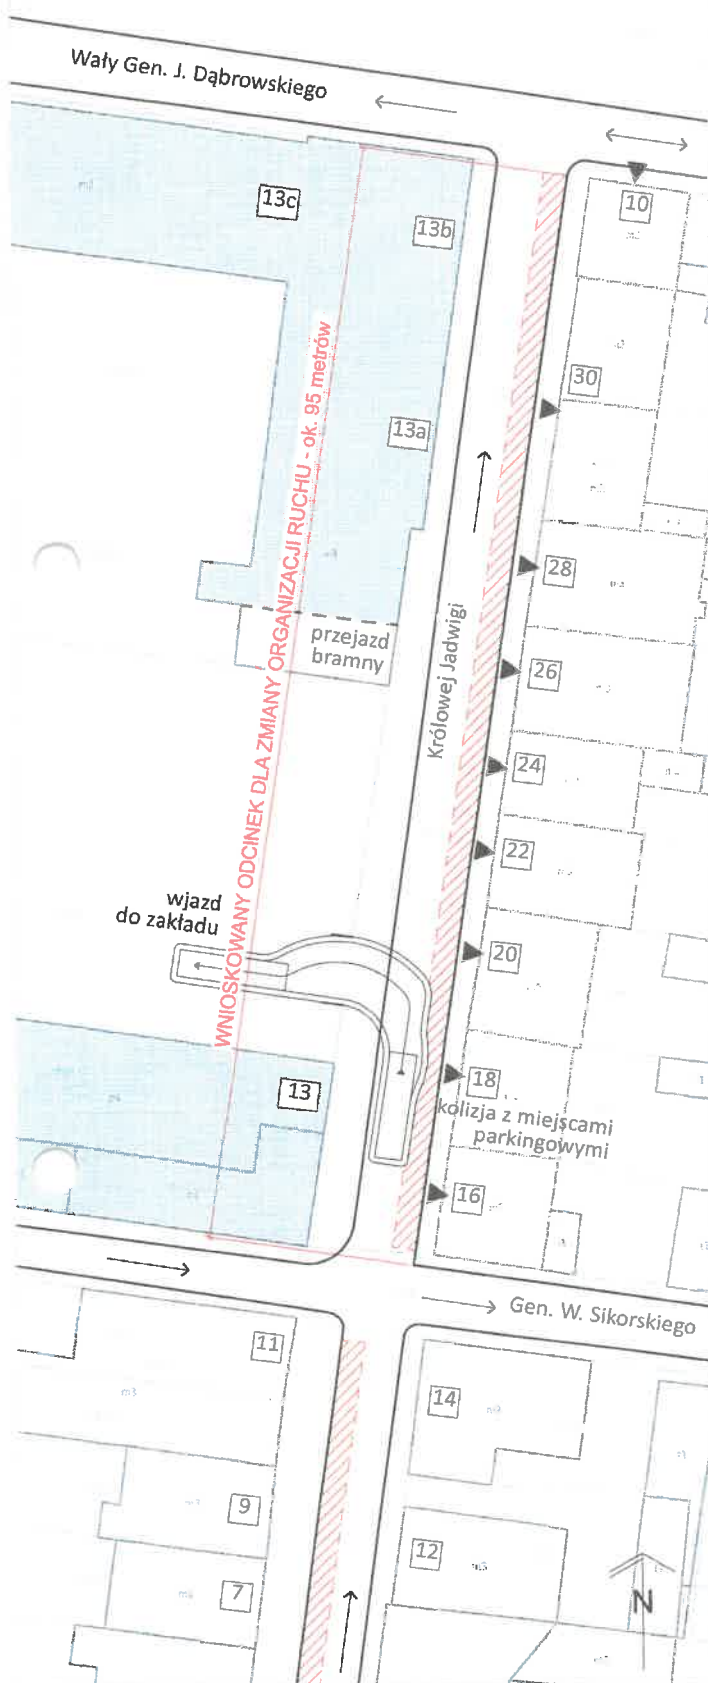 Wały Gen. J. Dąbrowskiego
13c
10
13b
30
13a
WNIOSKOWANY ODCINEK DLA ZMIANY ORGANIZACJI RUCHU - ok. 95 metrów
28
Królowej Jadwigi
przejazd
bramny
26
24
22
wjazd
do zakładu
20
18
13
kolizja z miejscami
parkingowymi
16
Gen. W. Sikorskiego
11
m3
14
9
12
7
N